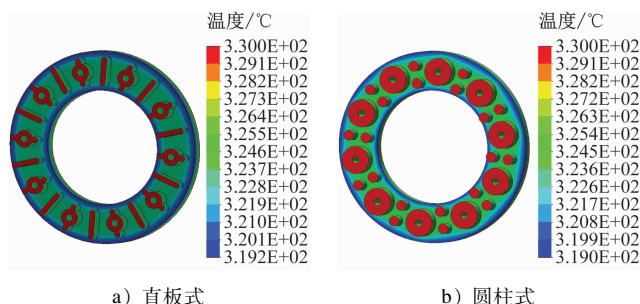 温度/℃
3.300E+02
3.291E+02
3.282E+02
3.273E+02
3.264E+02
3.255E+02
3.246E+02
3.237E+02
3.228E+02
3.219E+02
3.210E+02
3.201E+02
3.192E+02
a）直板式
温度/℃
3.300E+02
3.291E+02
3.282E+02
3.272E+02
3.263E+02
3.254E+02
3.245E+02
3.236E+02
3.226E+02
3.217E+02
3.208E+02
3.199E+02
3.190E+02
b）圆柱式